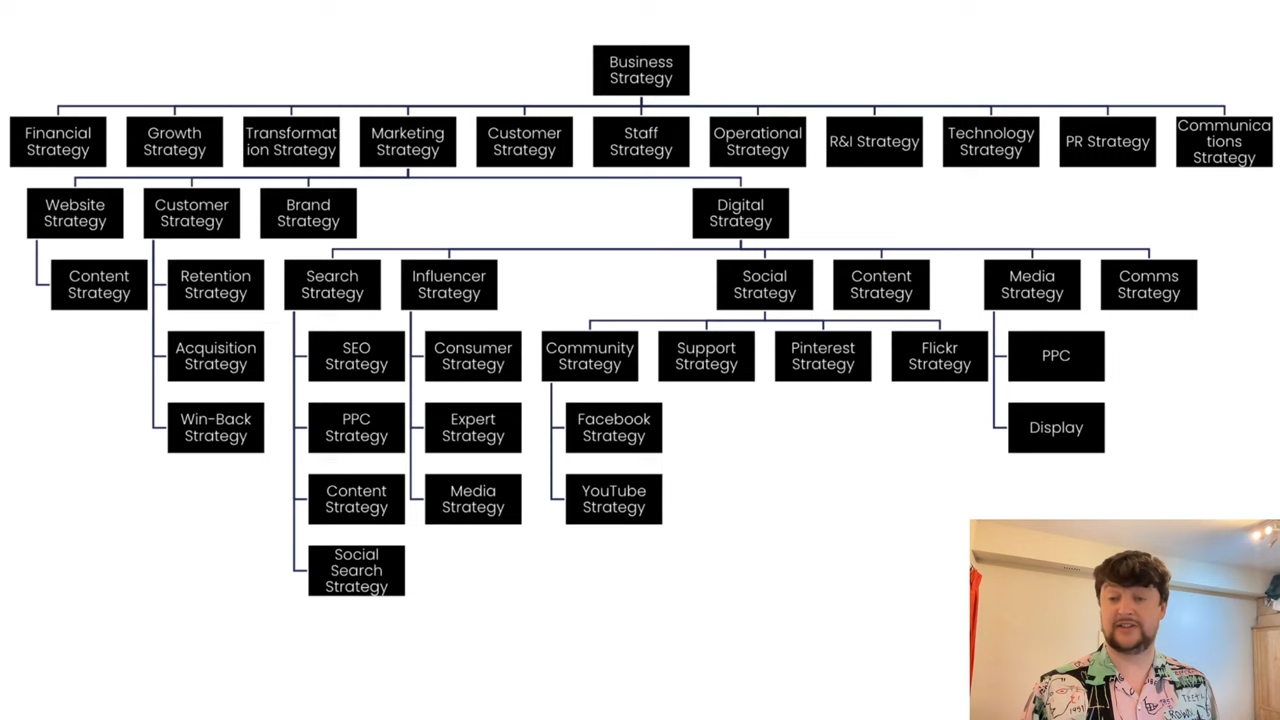 Business
Strategy
Financial
Strategy
Growth
Strategy
Transformat
ion Strategy
Marketing
Strategy
Customer
Strategy
Staff
Strategy
Operational
Strategy
R&I Strategy
Technology
Strategy
PR Strategy
Communica
tions
Strategy
Website
Strategy
Customer
Strategy
Brand
Strategy
Digital
Strategy
Content
Strategy
Retention
Strategy
Search
Strategy
Influencer
Strategy
Social
Strategy
Content
Strategy
Media
Strategy
Comms
Strategy
Acquisition
Strategy
SEO
Strategy
Consumer
Strategy
Community
Strategy
Support
Strategy
Pinterest
Strategy
Flickr
Strategy
PPC
Win-Back
Strategy
PPC
Strategy
Expert
Strategy
Facebook
Strategy
Display
Content
Strategy
Media
Strategy
YouTube
Strategy
Social
Search
Strategy